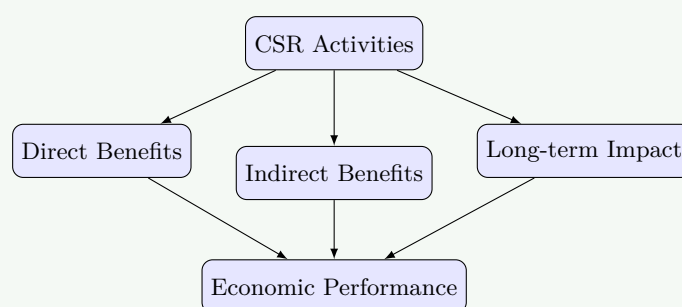 CSR Activities
Direct Benefits
Indirect Benefits
Long-term Impact
Economic Performance